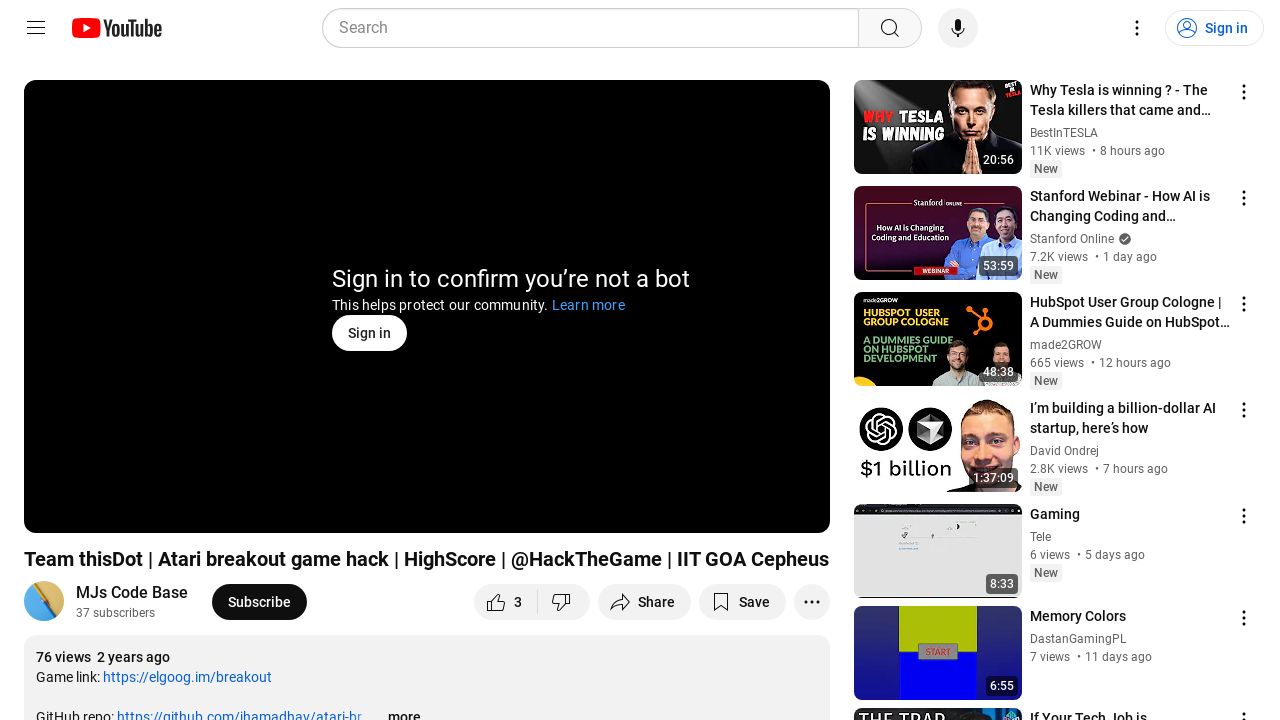 YouTube
Search
Sign in
Sign in to confirm you’re not a bot
This helps protect our community. Learn more
Sign in
Team thisDot | Atari breakout game hack | HighScore | @HackTheGame | IIT GOA Cepheus
MJs Code Base
37 subscribers
Subscribe
3
Share
Save
76 views 2 years ago
Game link: https://elgoog.im/breakout
GitHub repo: https://github.com/jhamadhav/atari-br...
...more
BEST IN TESLA
WHY TESLA IS WINNING
20:56
Why Tesla is winning ? - The
Tesla killers that came and…
BestInTESLA
11K views • 8 hours ago
New
Stanford ONLINE
How AI is Changing
Coding and Education
WEBINAR
53:59
Stanford Webinar - How AI is
Changing Coding and…
Stanford Online
7.2K views • 1 day ago
New
made2GROW
HUBSPOT USER
GROUP COLOGNE
A DUMMIES GUIDE
ON HUBSPOT
DEVELOPMENT
48:38
HubSpot User Group Cologne |
A Dummies Guide on HubSpot…
made2GROW
665 views • 12 hours ago
New
$1 billion
1:37:09
I’m building a billion-dollar AI
startup, here’s how
David Ondrej
2.8K views • 7 hours ago
New
8:33
Gaming
Tele
6 views • 5 days ago
New
START
6:55
Memory Colors
DastanGamingPL
7 views • 11 days ago
THE TRAP
If Your Tech Job is